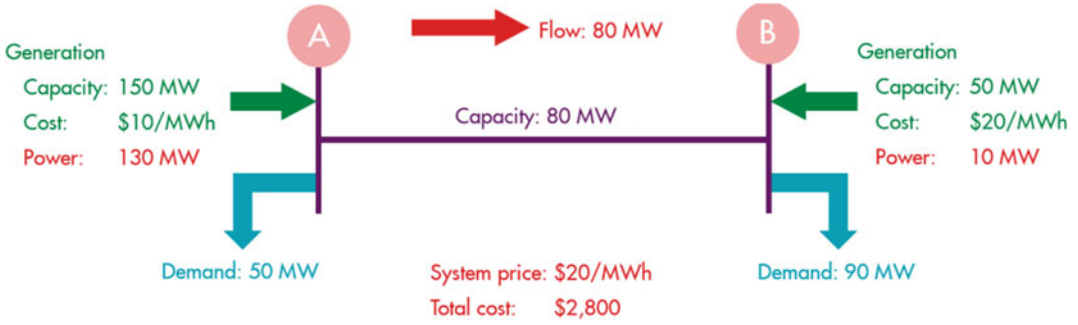 A
Flow: 80 MW
B
Generation
Capacity: 150 MW
Cost: $10/MWh
Power: 130 MW
Capacity: 80 MW
Generation
Capacity: 50 MW
Cost: $20/MWh
Power: 10 MW
Demand: 50 MW
System price: $20/MWh
Total cost: $2,800
Demand: 90 MW